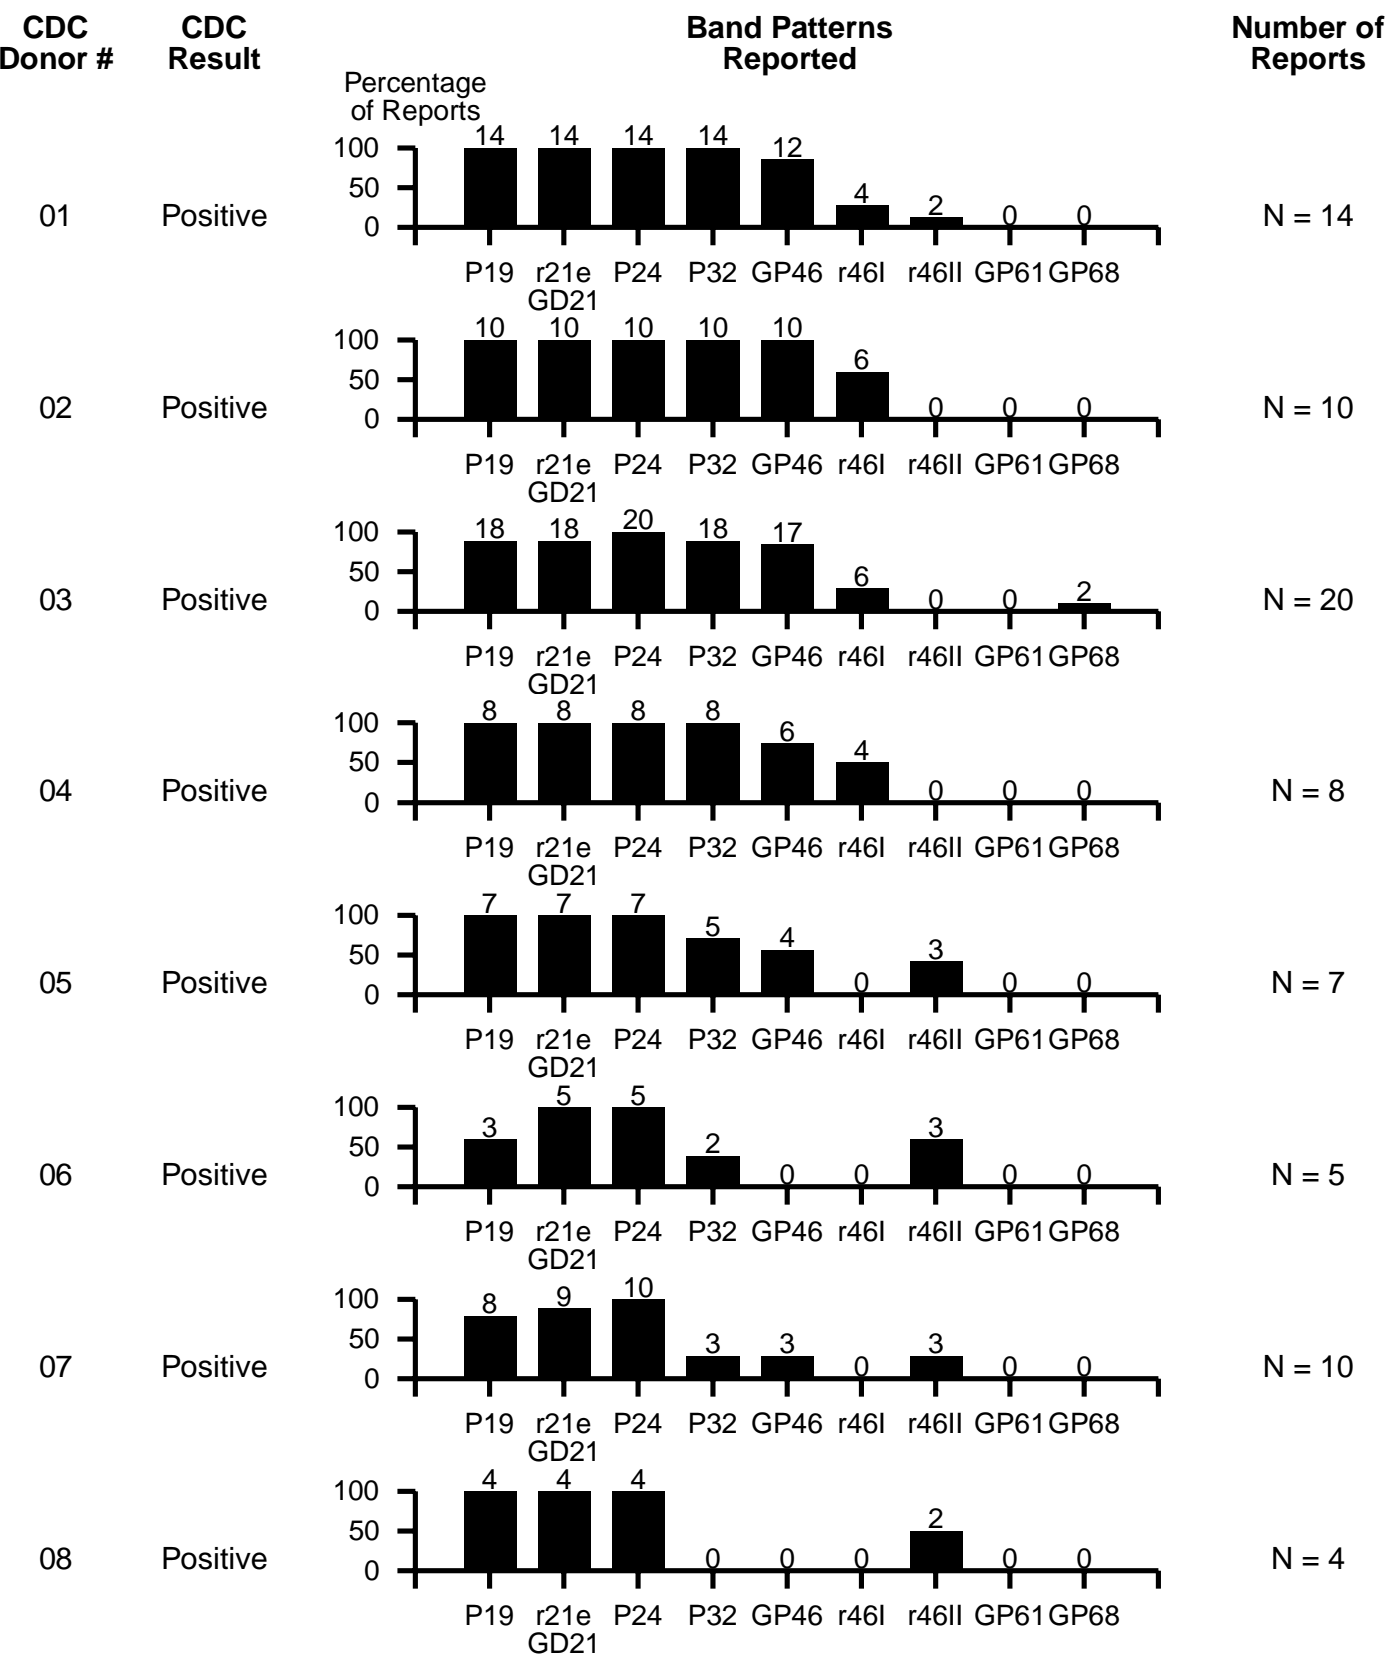 CDC CDC Band Patterns Number of
Donor # Result Reported Reports
Percentage
of Reports
14 14 14 14 12 4 2 0 0
100
50
0
01 Positive N = 14
P19 r21e P24 P32 GP46 r46I r46II GP61 GP68
GD21
10 10 10 10 10 6 0 0 0
100
50
0
02 Positive N = 10
P19 r21e P24 P32 GP46 r46I r46II GP61 GP68
GD21
18 18 20 18 17 6 0 0 2
100
50
0
03 Positive N = 20
P19 r21e P24 P32 GP46 r46I r46II GP61 GP68
GD21
8 8 8 8 6 4 0 0 0
100
50
0
04 Positive N = 8
P19 r21e P24 P32 GP46 r46I r46II GP61 GP68
GD21
7 7 7 5 4 0 3 0 0
100
50
0
05 Positive N = 7
P19 r21e P24 P32 GP46 r46I r46II GP61 GP68
GD21
3 5 5 2 0 0 3 0 0
100
50
0
06 Positive N = 5
P19 r21e P24 P32 GP46 r46I r46II GP61 GP68
GD21
8 9 10 3 3 0 3 0 0
100
50
0
07 Positive N = 10
P19 r21e P24 P32 GP46 r46I r46II GP61 GP68
GD21
4 4 4 0 0 0 2 0 0
100
50
0
08 Positive N = 4
P19 r21e P24 P32 GP46 r46I r46II GP61 GP68
GD21